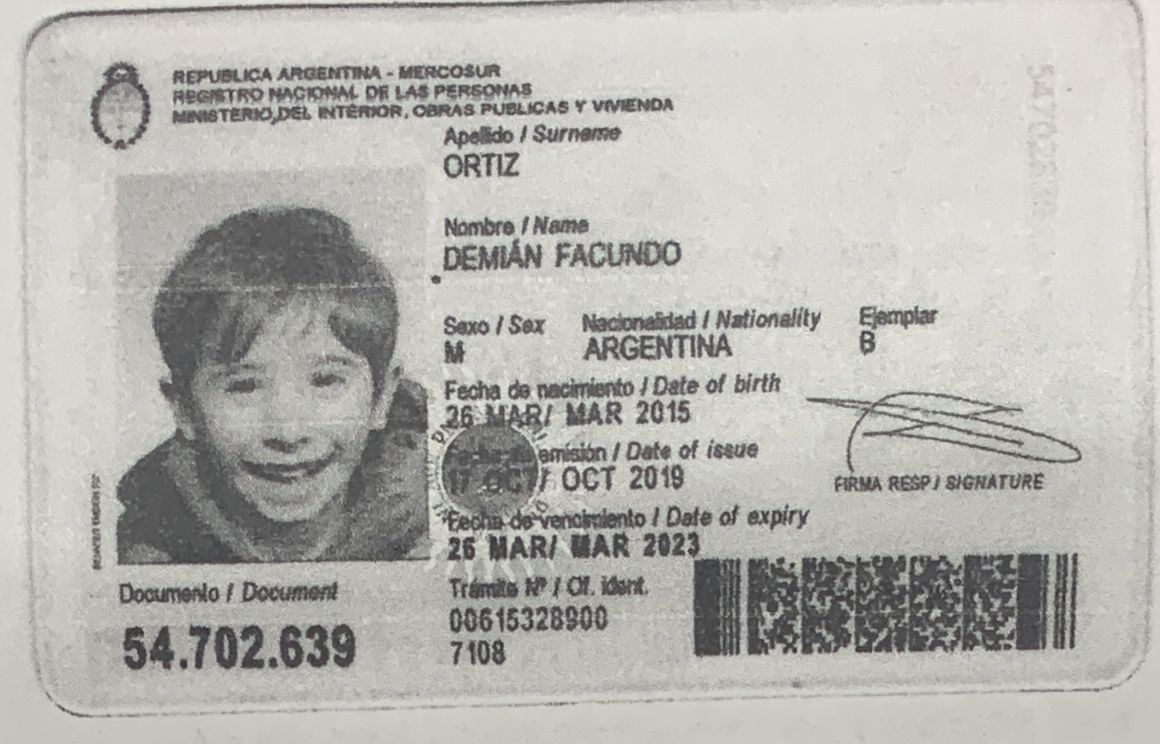 REPUBLICA ARGENTINA - MERCOSUR
REGISTRO NACIONAL DE LAS PERSONAS
MINISTERIO DEL INTERIOR, OBRAS PUBLICAS Y VIVIENDA
Apellido / Surname
ORTIZ
Nombre / Name
DEMIÁN FACUNDO
Sexo / Sex Nacionalidad / Nationality Ejemplar
M ARGENTINA B
Fecha de nacimiento / Date of birth
26 MAR/ MAR 2015
Fecha de emisión / Date of issue
17 OCT/ OCT 2019
FIRMA RESP./ SIGNATURE
Fecha de vencimiento / Date of expiry
26 MAR/ MAR 2023
Documento / Document
54.702.639
Trámite Nº / Of. ident.
00615328900
7108